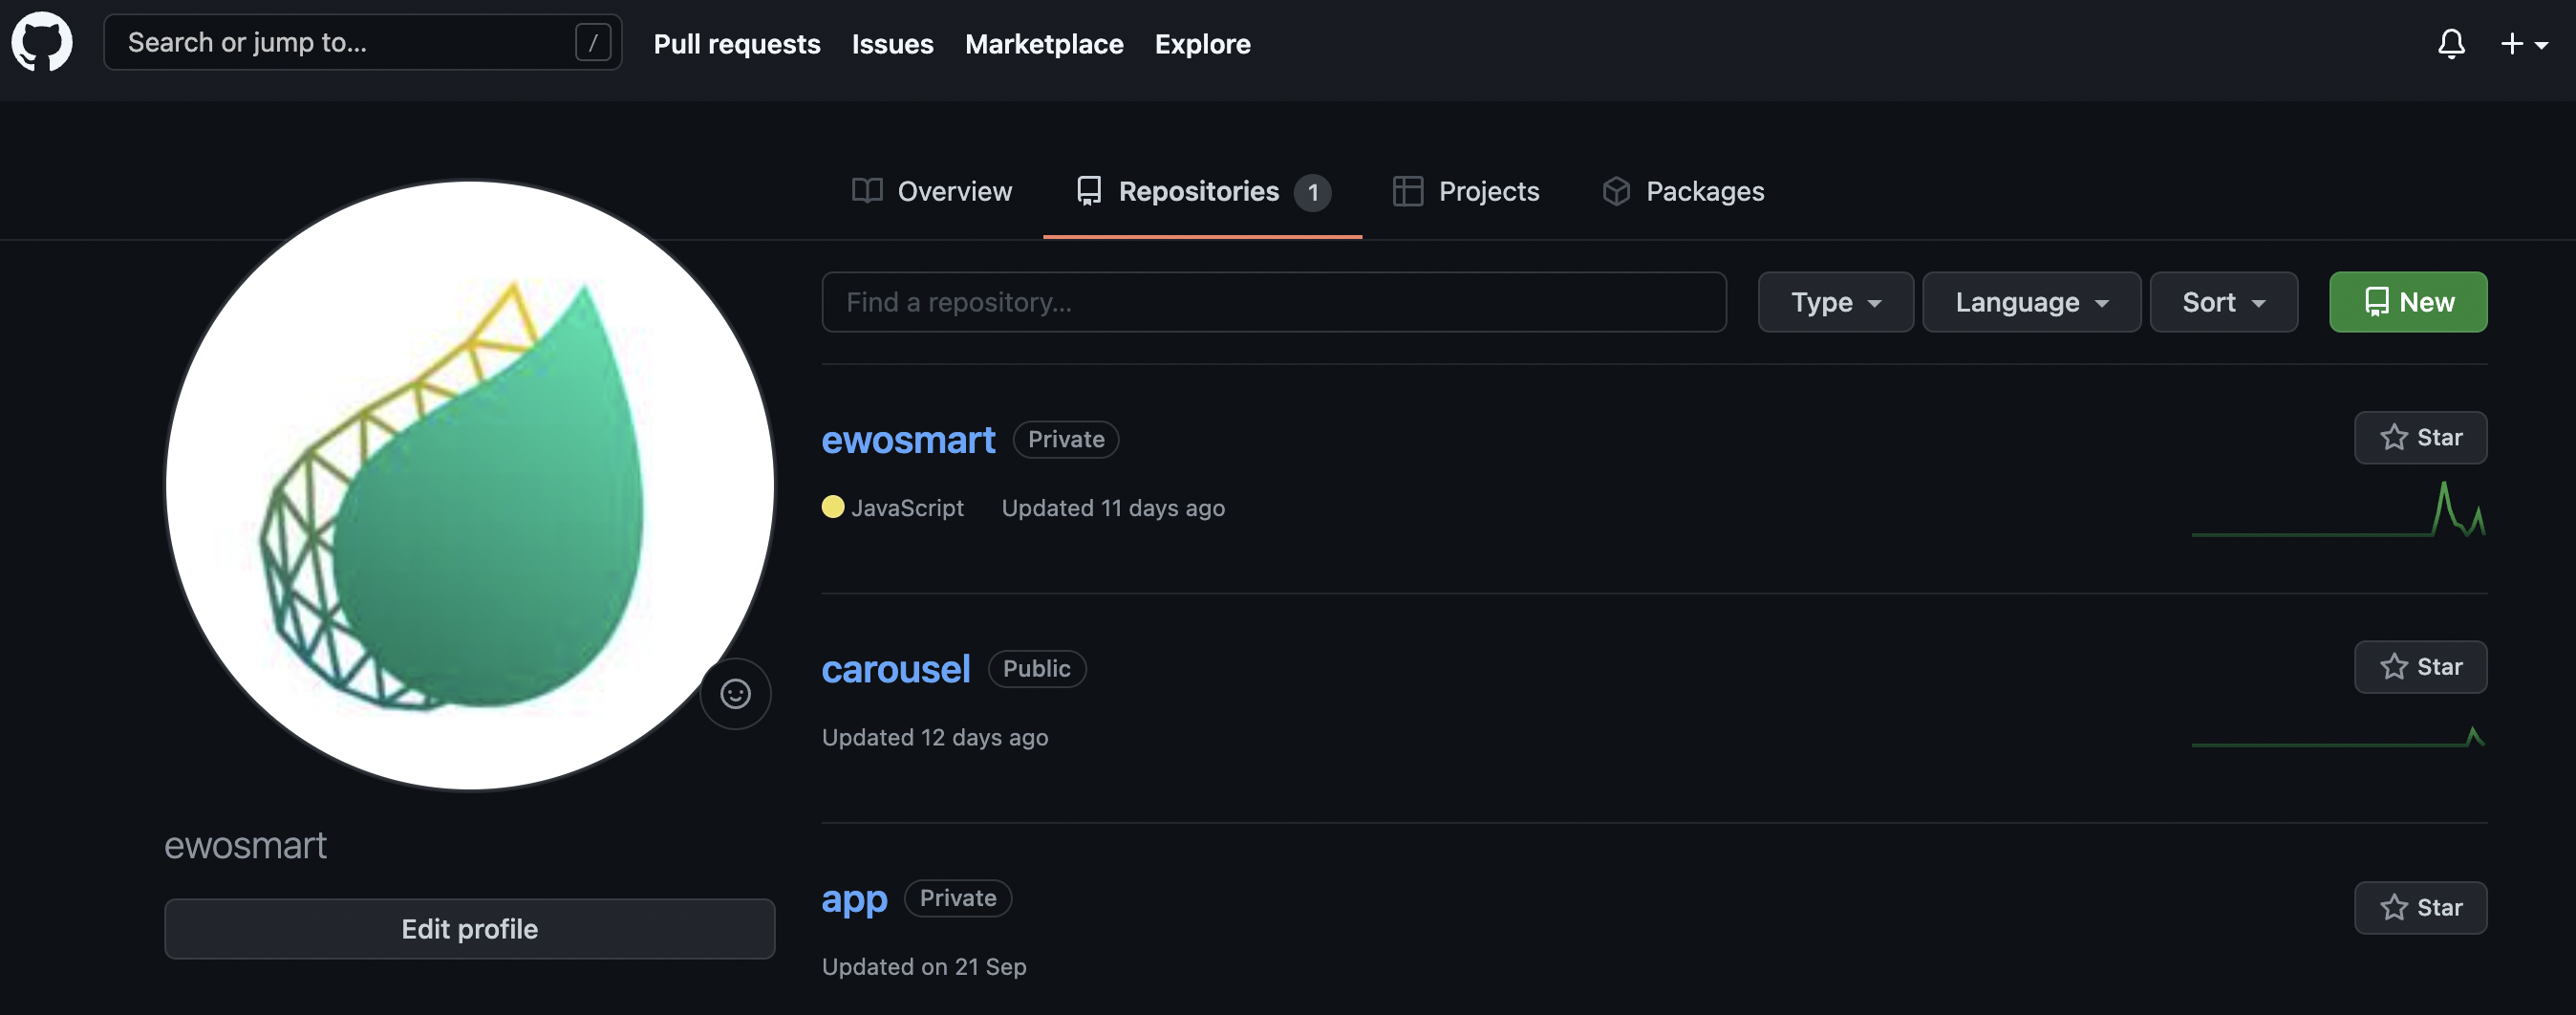 Search or jump to... /
Pull requests Issues Marketplace Explore
Overview Repositories 1 Projects Packages
Find a repository... Type Language Sort New
ewosmart Private Star
JavaScript Updated 11 days ago
carousel Public Star
Updated 12 days ago
ewosmart
Edit profile
app Private Star
Updated on 21 Sep